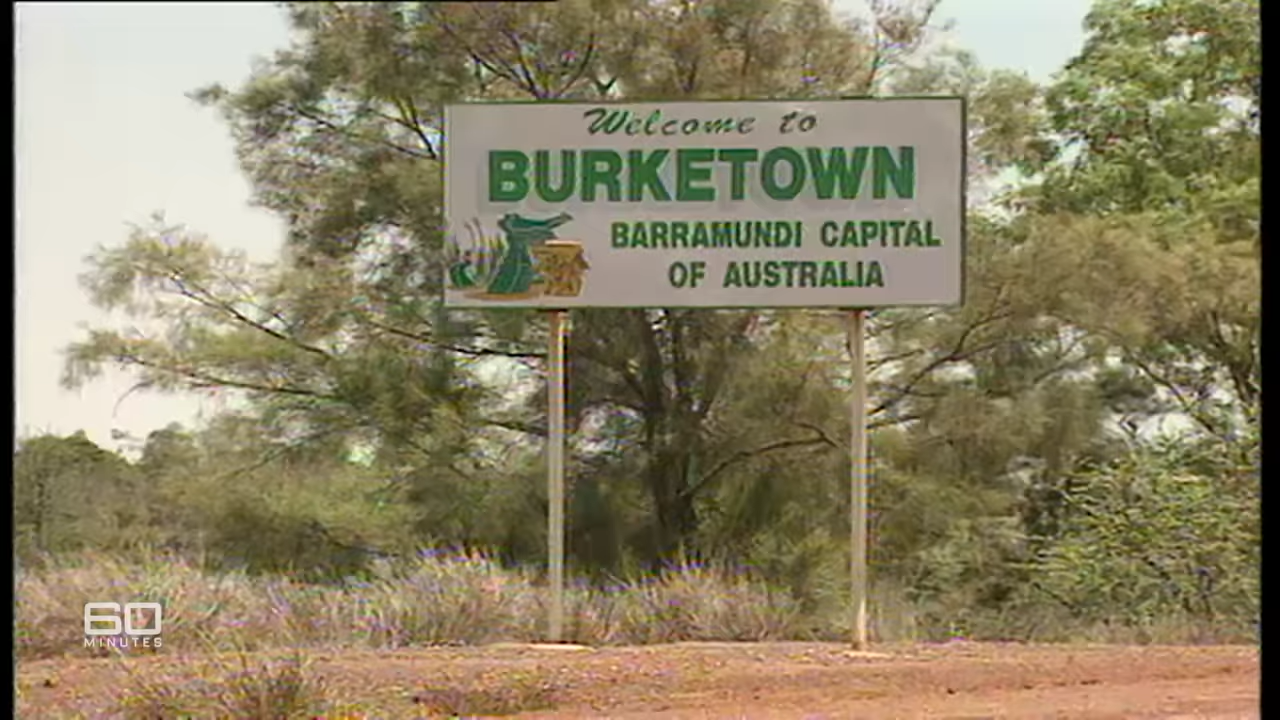 Welcome to
BURKETOWN
BARRAMUNDI CAPITAL
OF AUSTRALIA
60
MINUTES